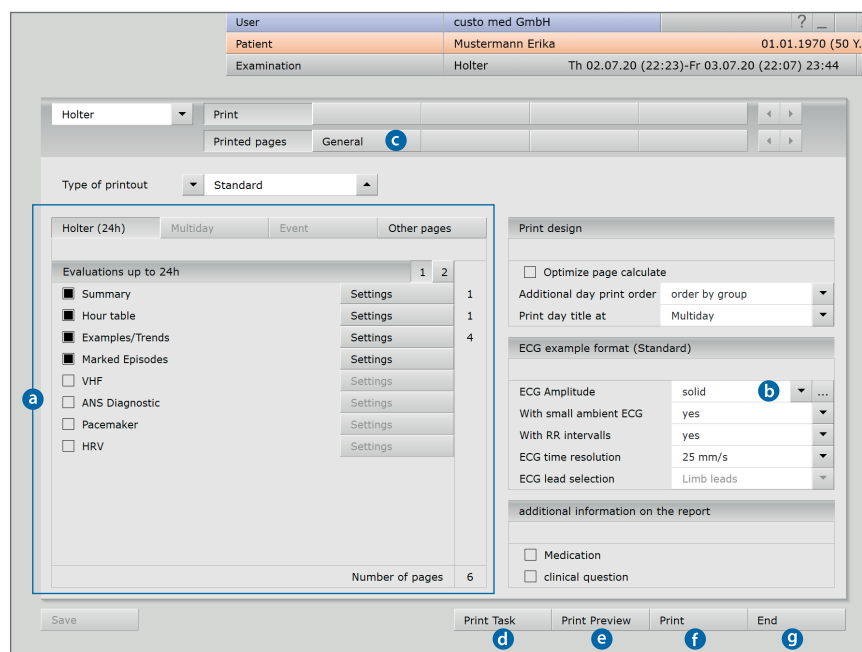 User custo med GmbH ? _
Patient Mustermann Erika 01.01.1970 (50 Y.
Examination Holter Th 02.07.20 (22:23)-Fr 03.07.20 (22:07) 23:44
Holter Print
Printed pages General c
Type of printout Standard
Holter (24h) Multiday Event Other pages
Evaluations up to 24h 1 2
Summary Settings 1
Hour table Settings 1
Examples/Trends Settings 4
Marked Episodes Settings
VHF Settings
ANS Diagnostic Settings
Pacemaker Settings
HRV Settings
Number of pages 6
a
Print design
Optimize page calculate
Additional day print order order by group
Print day title at Multiday
ECG example format (Standard)
ECG Amplitude solid b ...
With small ambient ECG yes
With RR intervalls yes
ECG time resolution 25 mm/s
ECG lead selection Limb leads
additional information on the report
Medication
clinical question
Save Print Task Print Preview Print End
d e f g